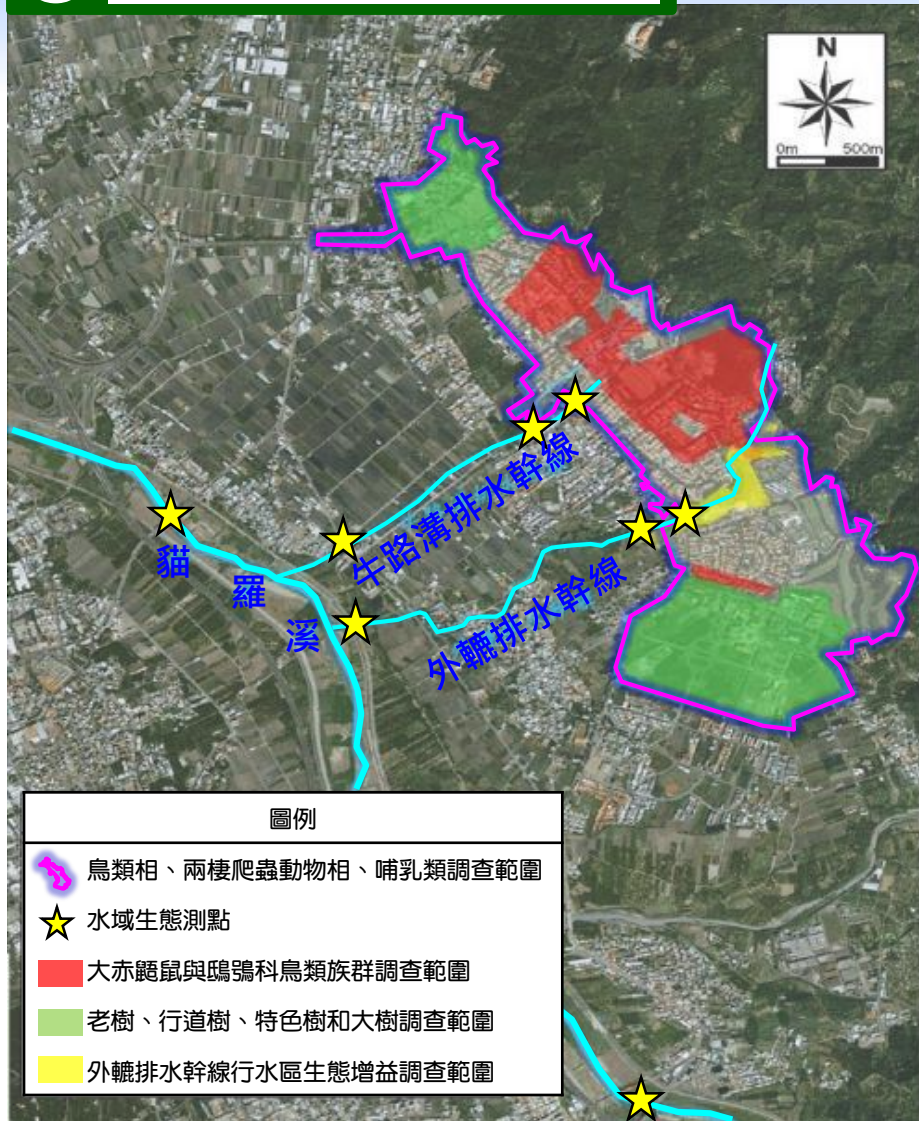 N
0m 500m
牛路溝排水幹線
貓
羅
溪
外轆排水幹線
圖例
鳥類相、兩棲爬蟲動物相、哺乳類調查範圍
水域生態測點
大赤鼯鼠與鴟鴞科鳥類族群調查範圍
老樹、行道樹、特色樹和大樹調查範圍
外轆排水幹線行水區生態增益調查範圍